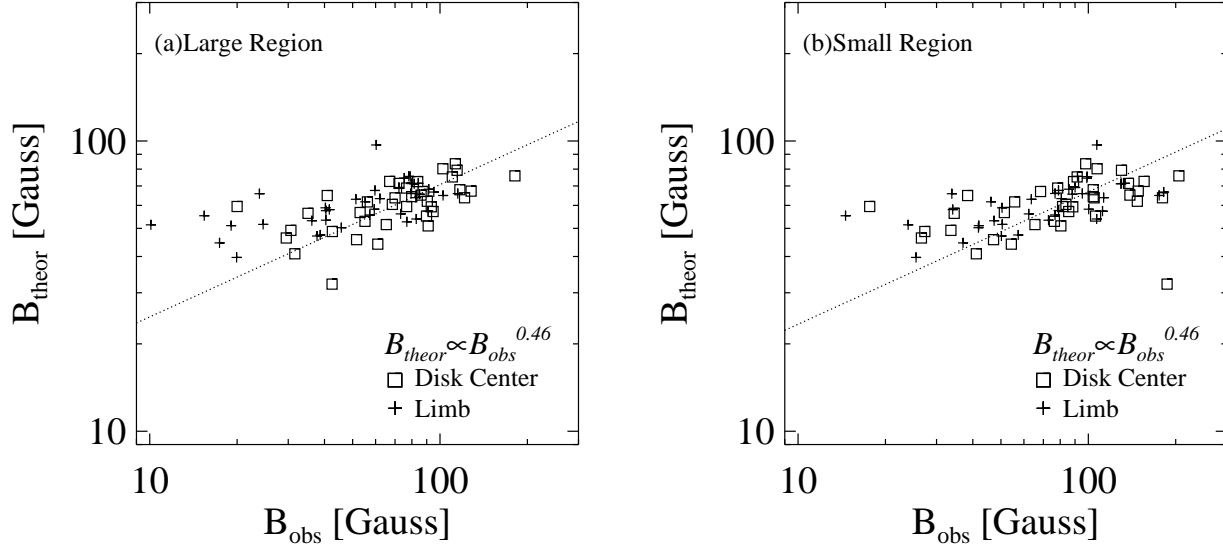 (a)Large Region
100
10
B_theor [Gauss]
B_theor∝B_obs^0.46
Disk Center
Limb
10 100
B_obs [Gauss]
(b)Small Region
100
10
B_theor [Gauss]
B_theor∝B_obs^0.46
Disk Center
Limb
10 100
B_obs [Gauss]